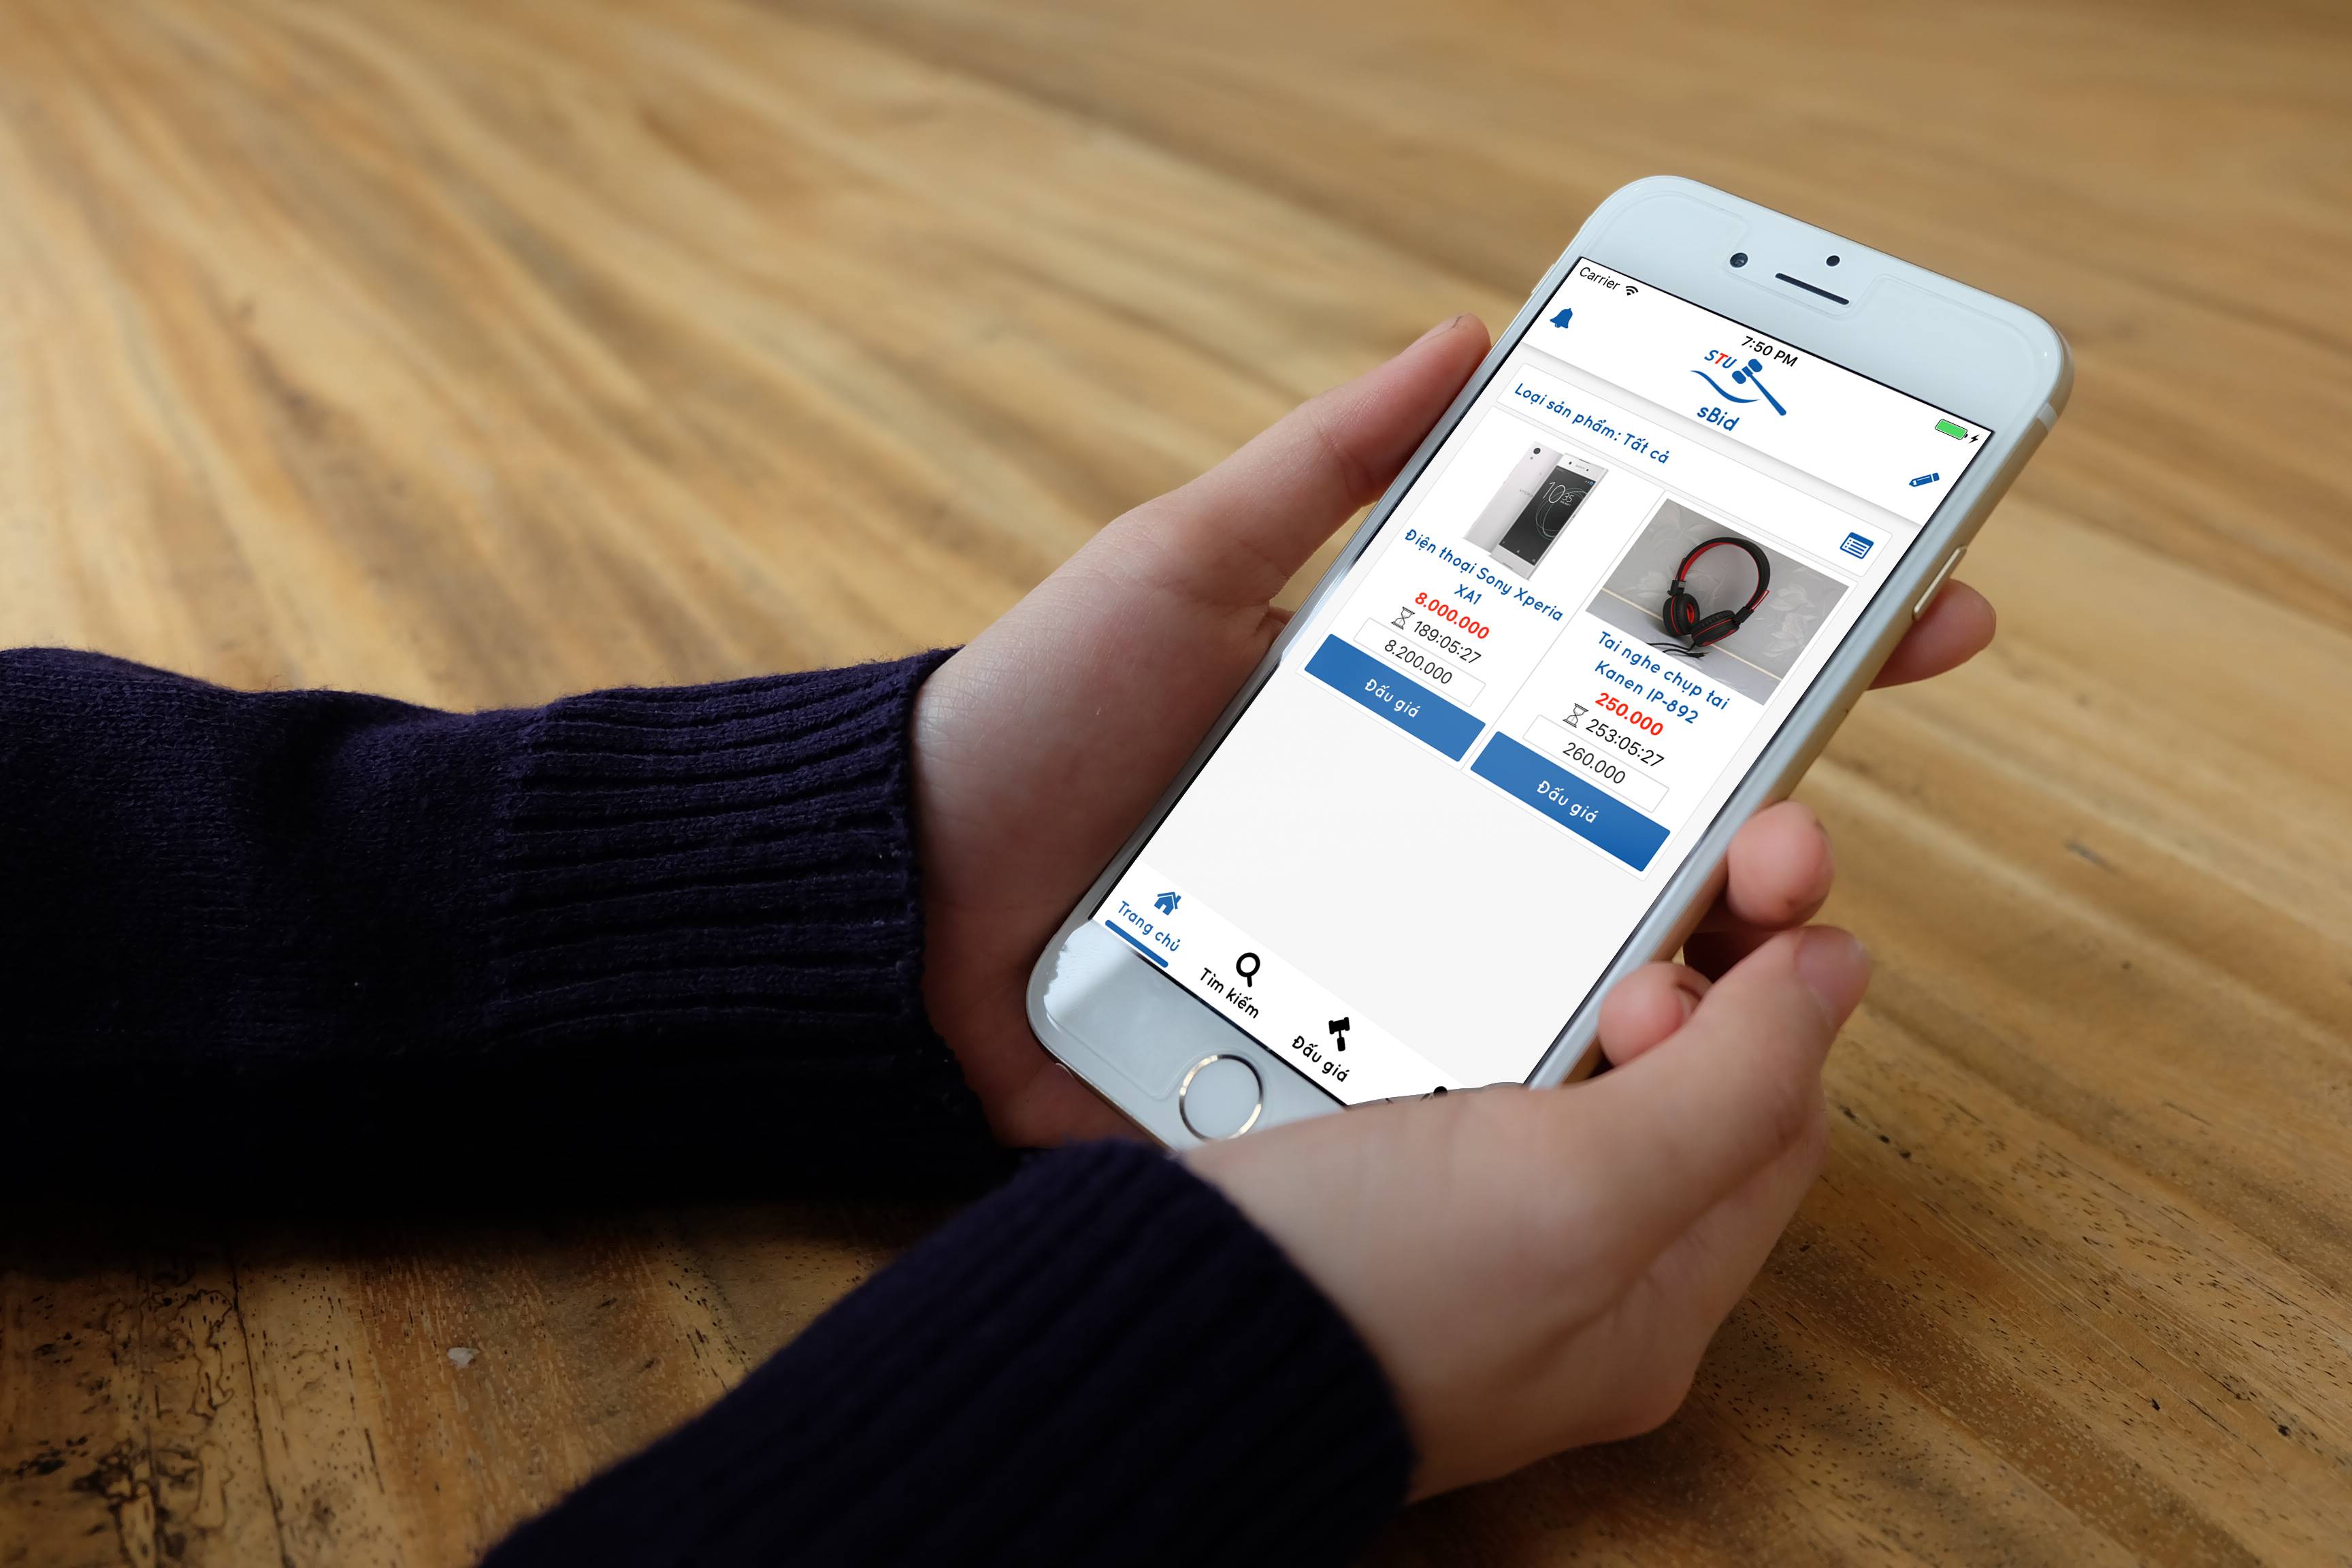 Carrier
7:50 PM
STU
sBid
Loại sản phẩm: Tất cả
10 35
Điện thoại Sony Xperia
XA1
8.000.000
189:05:27
8.200.000
Đấu giá
Tai nghe chụp tai
Kanen IP-892
250.000
253:05:27
260.000
Đấu giá
Trang chủ
Tìm kiếm
Đấu giá